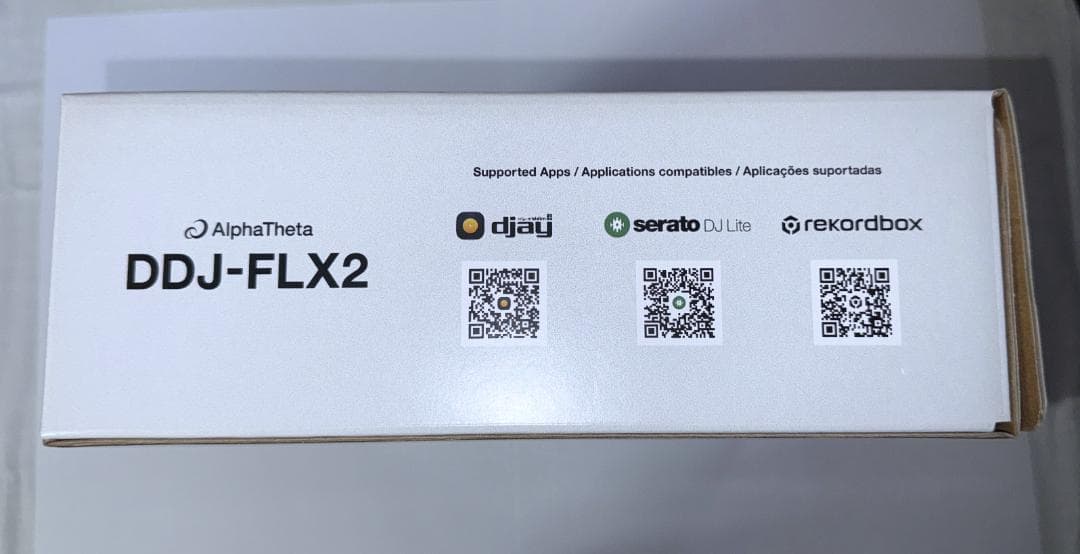 AlphaTheta
DDJ-FLX2
Supported Apps / Applications compatibles / Aplicações suportadas
djay
serato DJ Lite
rekordbox